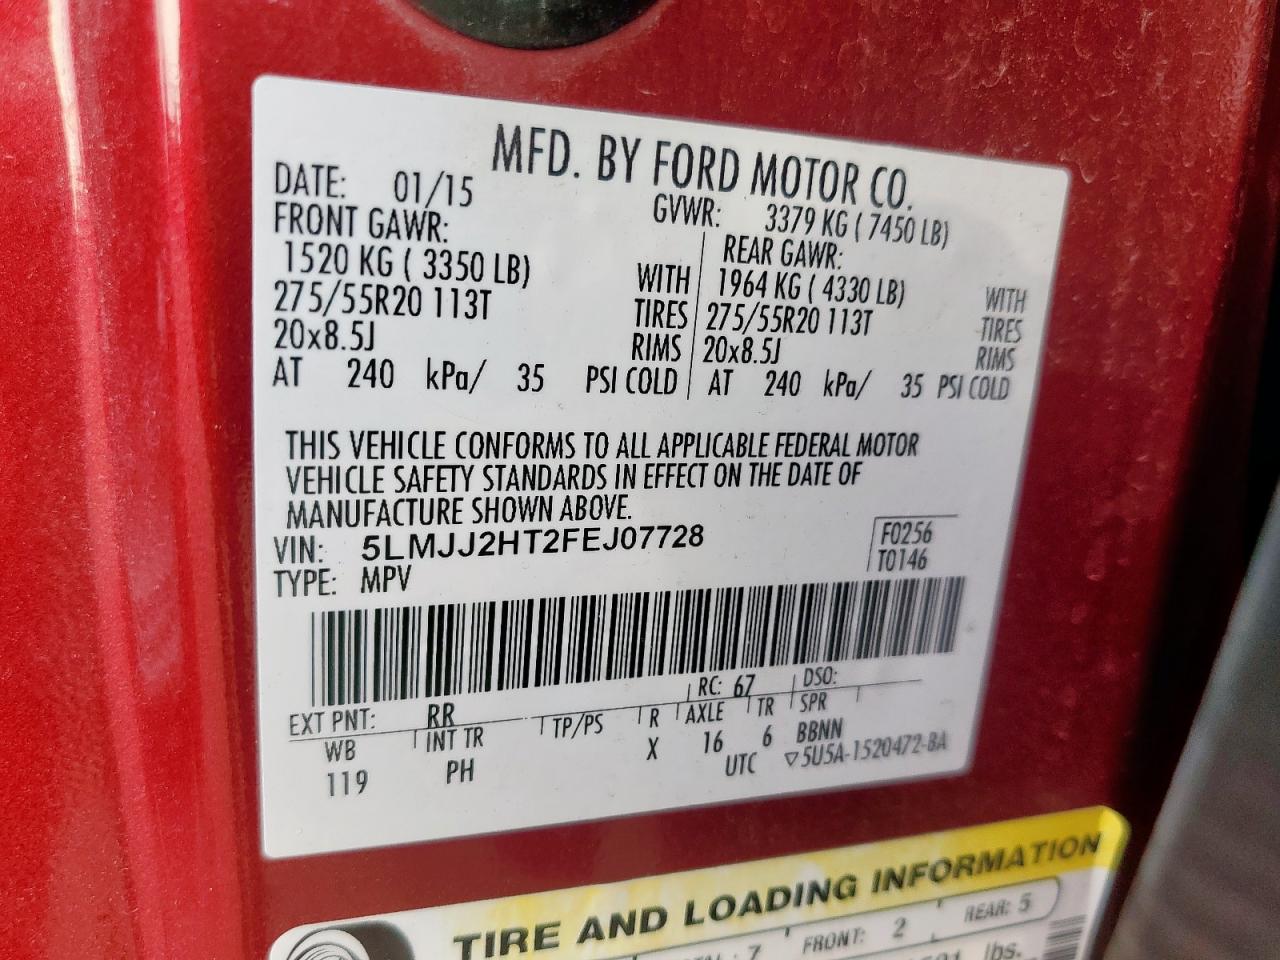 MFD. BY FORD MOTOR CO.
DATE: 01/15 GVWR: 3379 KG ( 7450 LB)
FRONT GAWR: REAR GAWR:
1520 KG ( 3350 LB) WITH 1964 KG ( 4330 LB) WITH
275/55R20 113T TIRES 275/55R20 113T TIRES
20x8.5J RIMS 20x8.5J RIMS
AT 240 kPa/ 35 PSI COLD AT 240 kPa/ 35 PSI COLD
THIS VEHICLE CONFORMS TO ALL APPLICABLE FEDERAL MOTOR
VEHICLE SAFETY STANDARDS IN EFFECT ON THE DATE OF
MANUFACTURE SHOWN ABOVE.
VIN: 5LMJJ2HT2FEJ07728 F0256
TYPE: MPV T0146
EXT PNT: RR RC: 67 DSO:
WB INT TR TP/PS R AXLE TR SPR
119 PH X 16 6 BBNN
UTC ▽5U5A-1520472-BA
TIRE AND LOADING INFORMATION
7 FRONT: 2 REAR: 5
lbs.